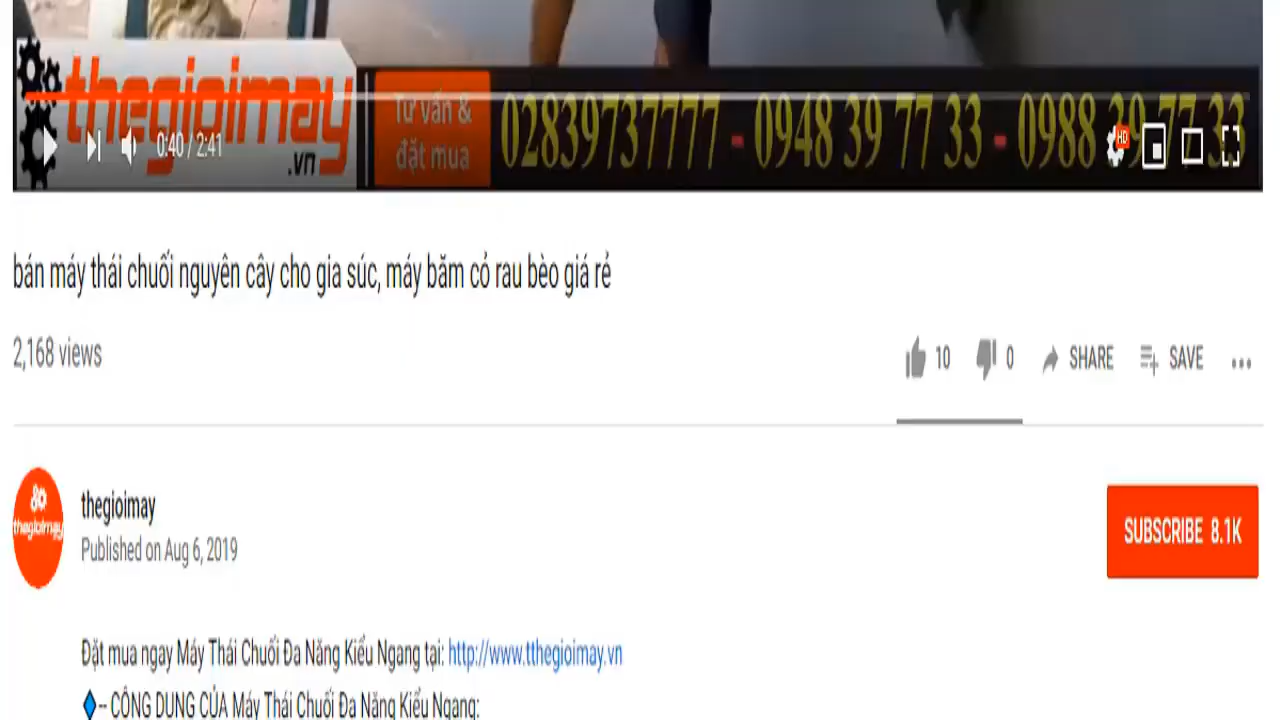 thegioimay
.vn
Tư vấn &
đặt mua
02839737777 - 0948 39 77 33 - 0988 39 77 33
0:40 / 2:41
HD
bán máy thái chuối nguyên cây cho gia súc, máy băm cỏ rau bèo giá rẻ
2,168 views
10 0 SHARE SAVE
thegioimay
thegioimay
Published on Aug 6, 2019
SUBSCRIBE 8.1K
Đặt mua ngay Máy Thái Chuối Đa Năng Kiểu Ngang tại: http://www.tthegioimay.vn
-- CÔNG DỤNG CỦA Máy Thái Chuối Đa Năng Kiểu Ngang: